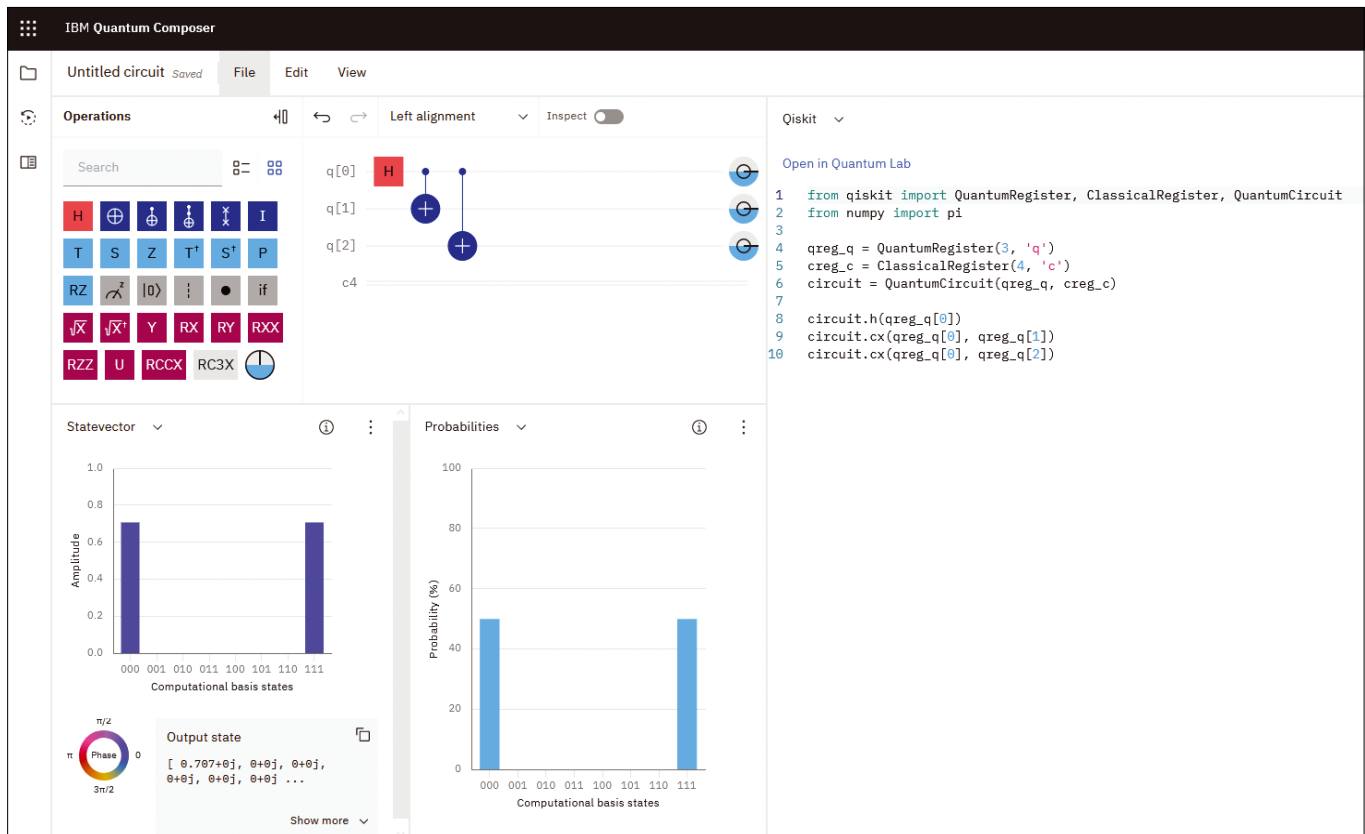 IBM Quantum Composer
Untitled circuit Saved File Edit View
Operations
Left alignment
Inspect
Search
H I
T S Z T† S† P
RZ z |0⟩ if
√X √X† Y RX RY RXX
RZZ U RCCX RC3X
q[0] H
q[1] +
q[2] +
c4
Qiskit
Open in Quantum Lab
1 from qiskit import QuantumRegister, ClassicalRegister, QuantumCircuit
2 from numpy import pi
3
4 qreg_q = QuantumRegister(3, 'q')
5 creg_c = ClassicalRegister(4, 'c')
6 circuit = QuantumCircuit(qreg_q, creg_c)
7
8 circuit.h(qreg_q[0])
9 circuit.cx(qreg_q[0], qreg_q[1])
10 circuit.cx(qreg_q[0], qreg_q[2])
Statevector
1.0
0.8
0.6
0.4
0.2
0.0
Amplitude
000 001 010 011 100 101 110 111
Computational basis states
π/2
π Phase 0
3π/2
Output state
[ 0.707+0j, 0+0j, 0+0j,
0+0j, 0+0j, 0+0j ...
Show more
Probabilities
100
80
60
40
20
0
Probability (%)
000 001 010 011 100 101 110 111
Computational basis states